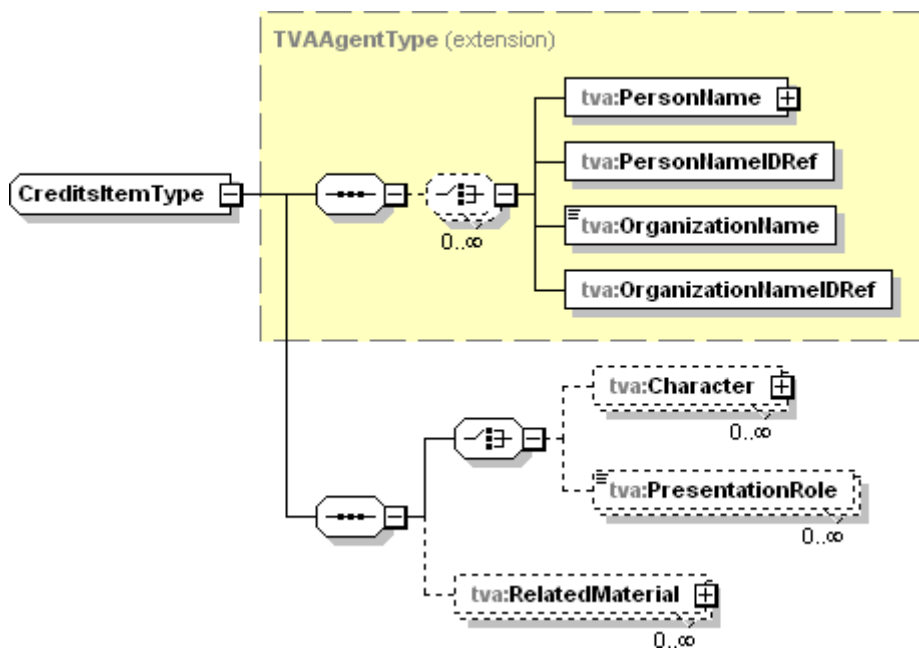 TVAAgentType (extension)
tva:PersonName
tva:PersonNameIDRef
CreditsItemType
0..∞
tva:OrganizationName
tva:OrganizationNameIDRef
tva:Character
0..∞
tva:PresentationRole
0..∞
tva:RelatedMaterial
0..∞